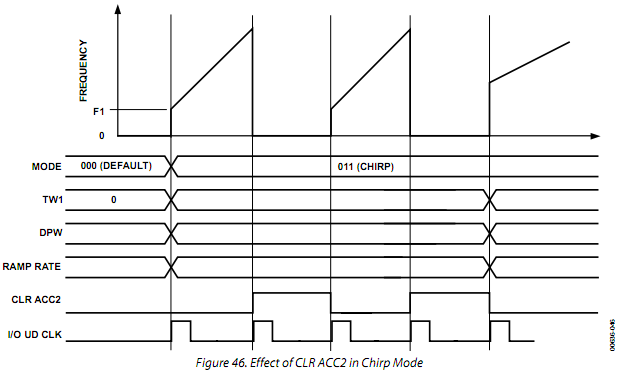 FREQUENCY
F1
0
MODE 000 (DEFAULT) 011 (CHIRP)
TW1 0
DPW
RAMP RATE
CLR ACC2
I/O UD CLK
00636-046
Figure 46. Effect of CLR ACC2 in Chirp Mode